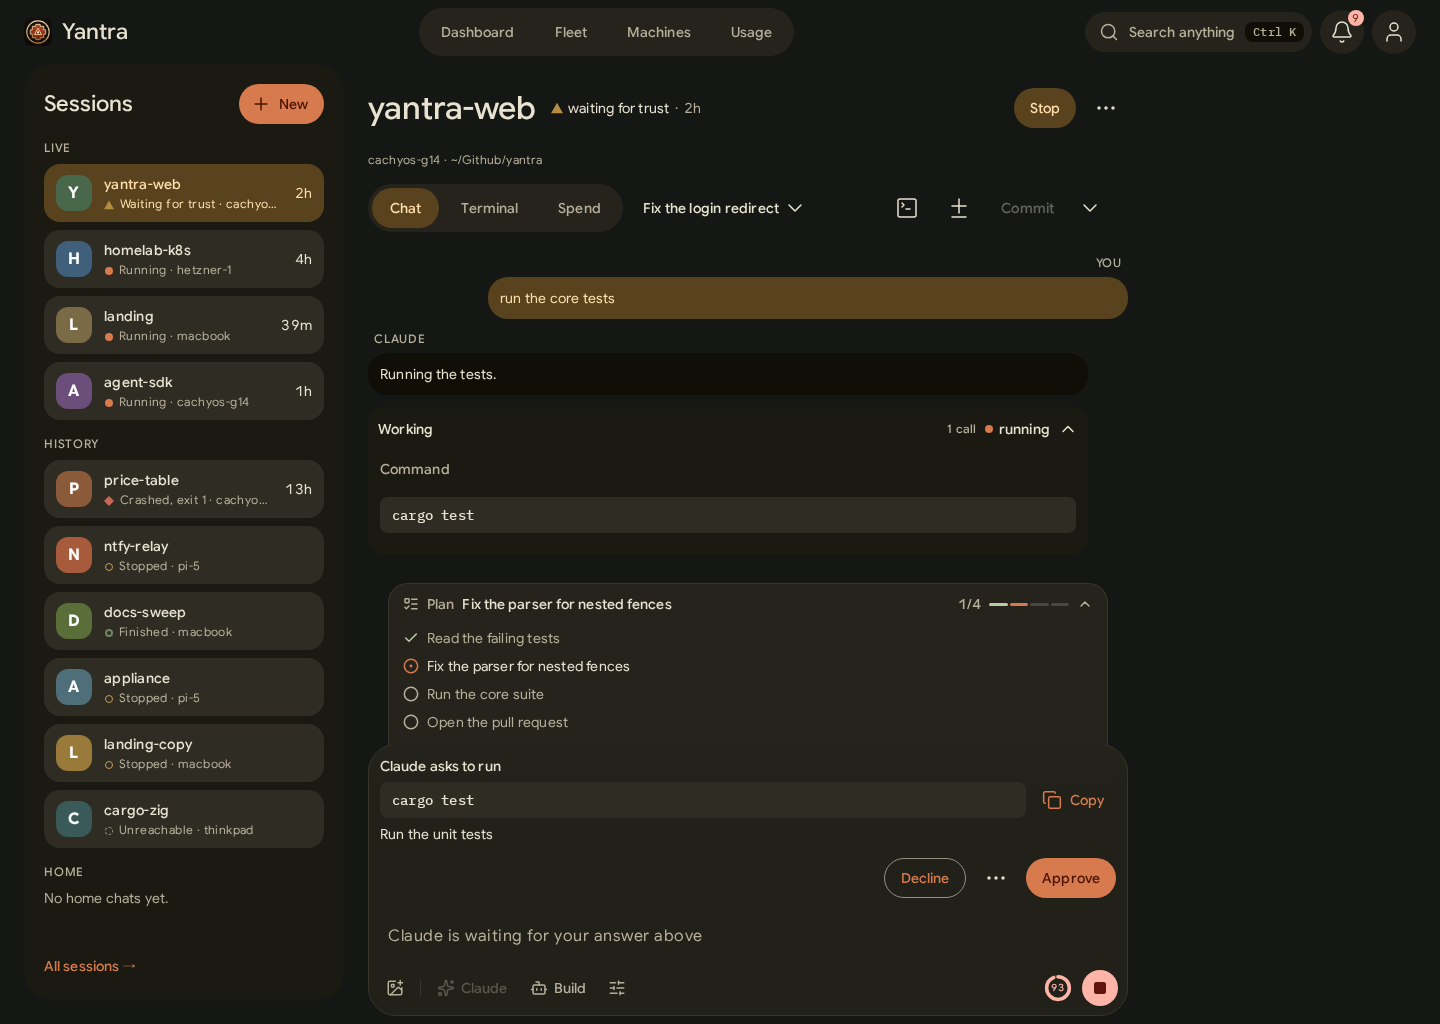 Yantra
Dashboard Fleet Machines Usage
Search anything Ctrl K
9
Sessions
New
LIVE
Y yantra-web 2h
Waiting for trust · cachyo...
H homelab-k8s 4h
Running · hetzner-1
L landing 39m
Running · macbook
A agent-sdk 1h
Running · cachyos-g14
HISTORY
P price-table 13h
Crashed, exit 1 · cachyo...
N ntfy-relay
Stopped · pi-5
D docs-sweep
Finished · macbook
A appliance
Stopped · pi-5
L landing-copy
Stopped · macbook
C cargo-zig
Unreachable · thinkpad
HOME
No home chats yet.
All sessions →
yantra-web waiting for trust · 2h
Stop
cachyos-g14 · ~/Github/yantra
Chat Terminal Spend Fix the login redirect
Commit
YOU
run the core tests
CLAUDE
Running the tests.
Working 1 call running
Command
cargo test
Plan Fix the parser for nested fences 1/4
Read the failing tests
Fix the parser for nested fences
Run the core suite
Open the pull request
Claude asks to run
cargo test Copy
Run the unit tests
Decline Approve
Claude is waiting for your answer above
Claude Build 93